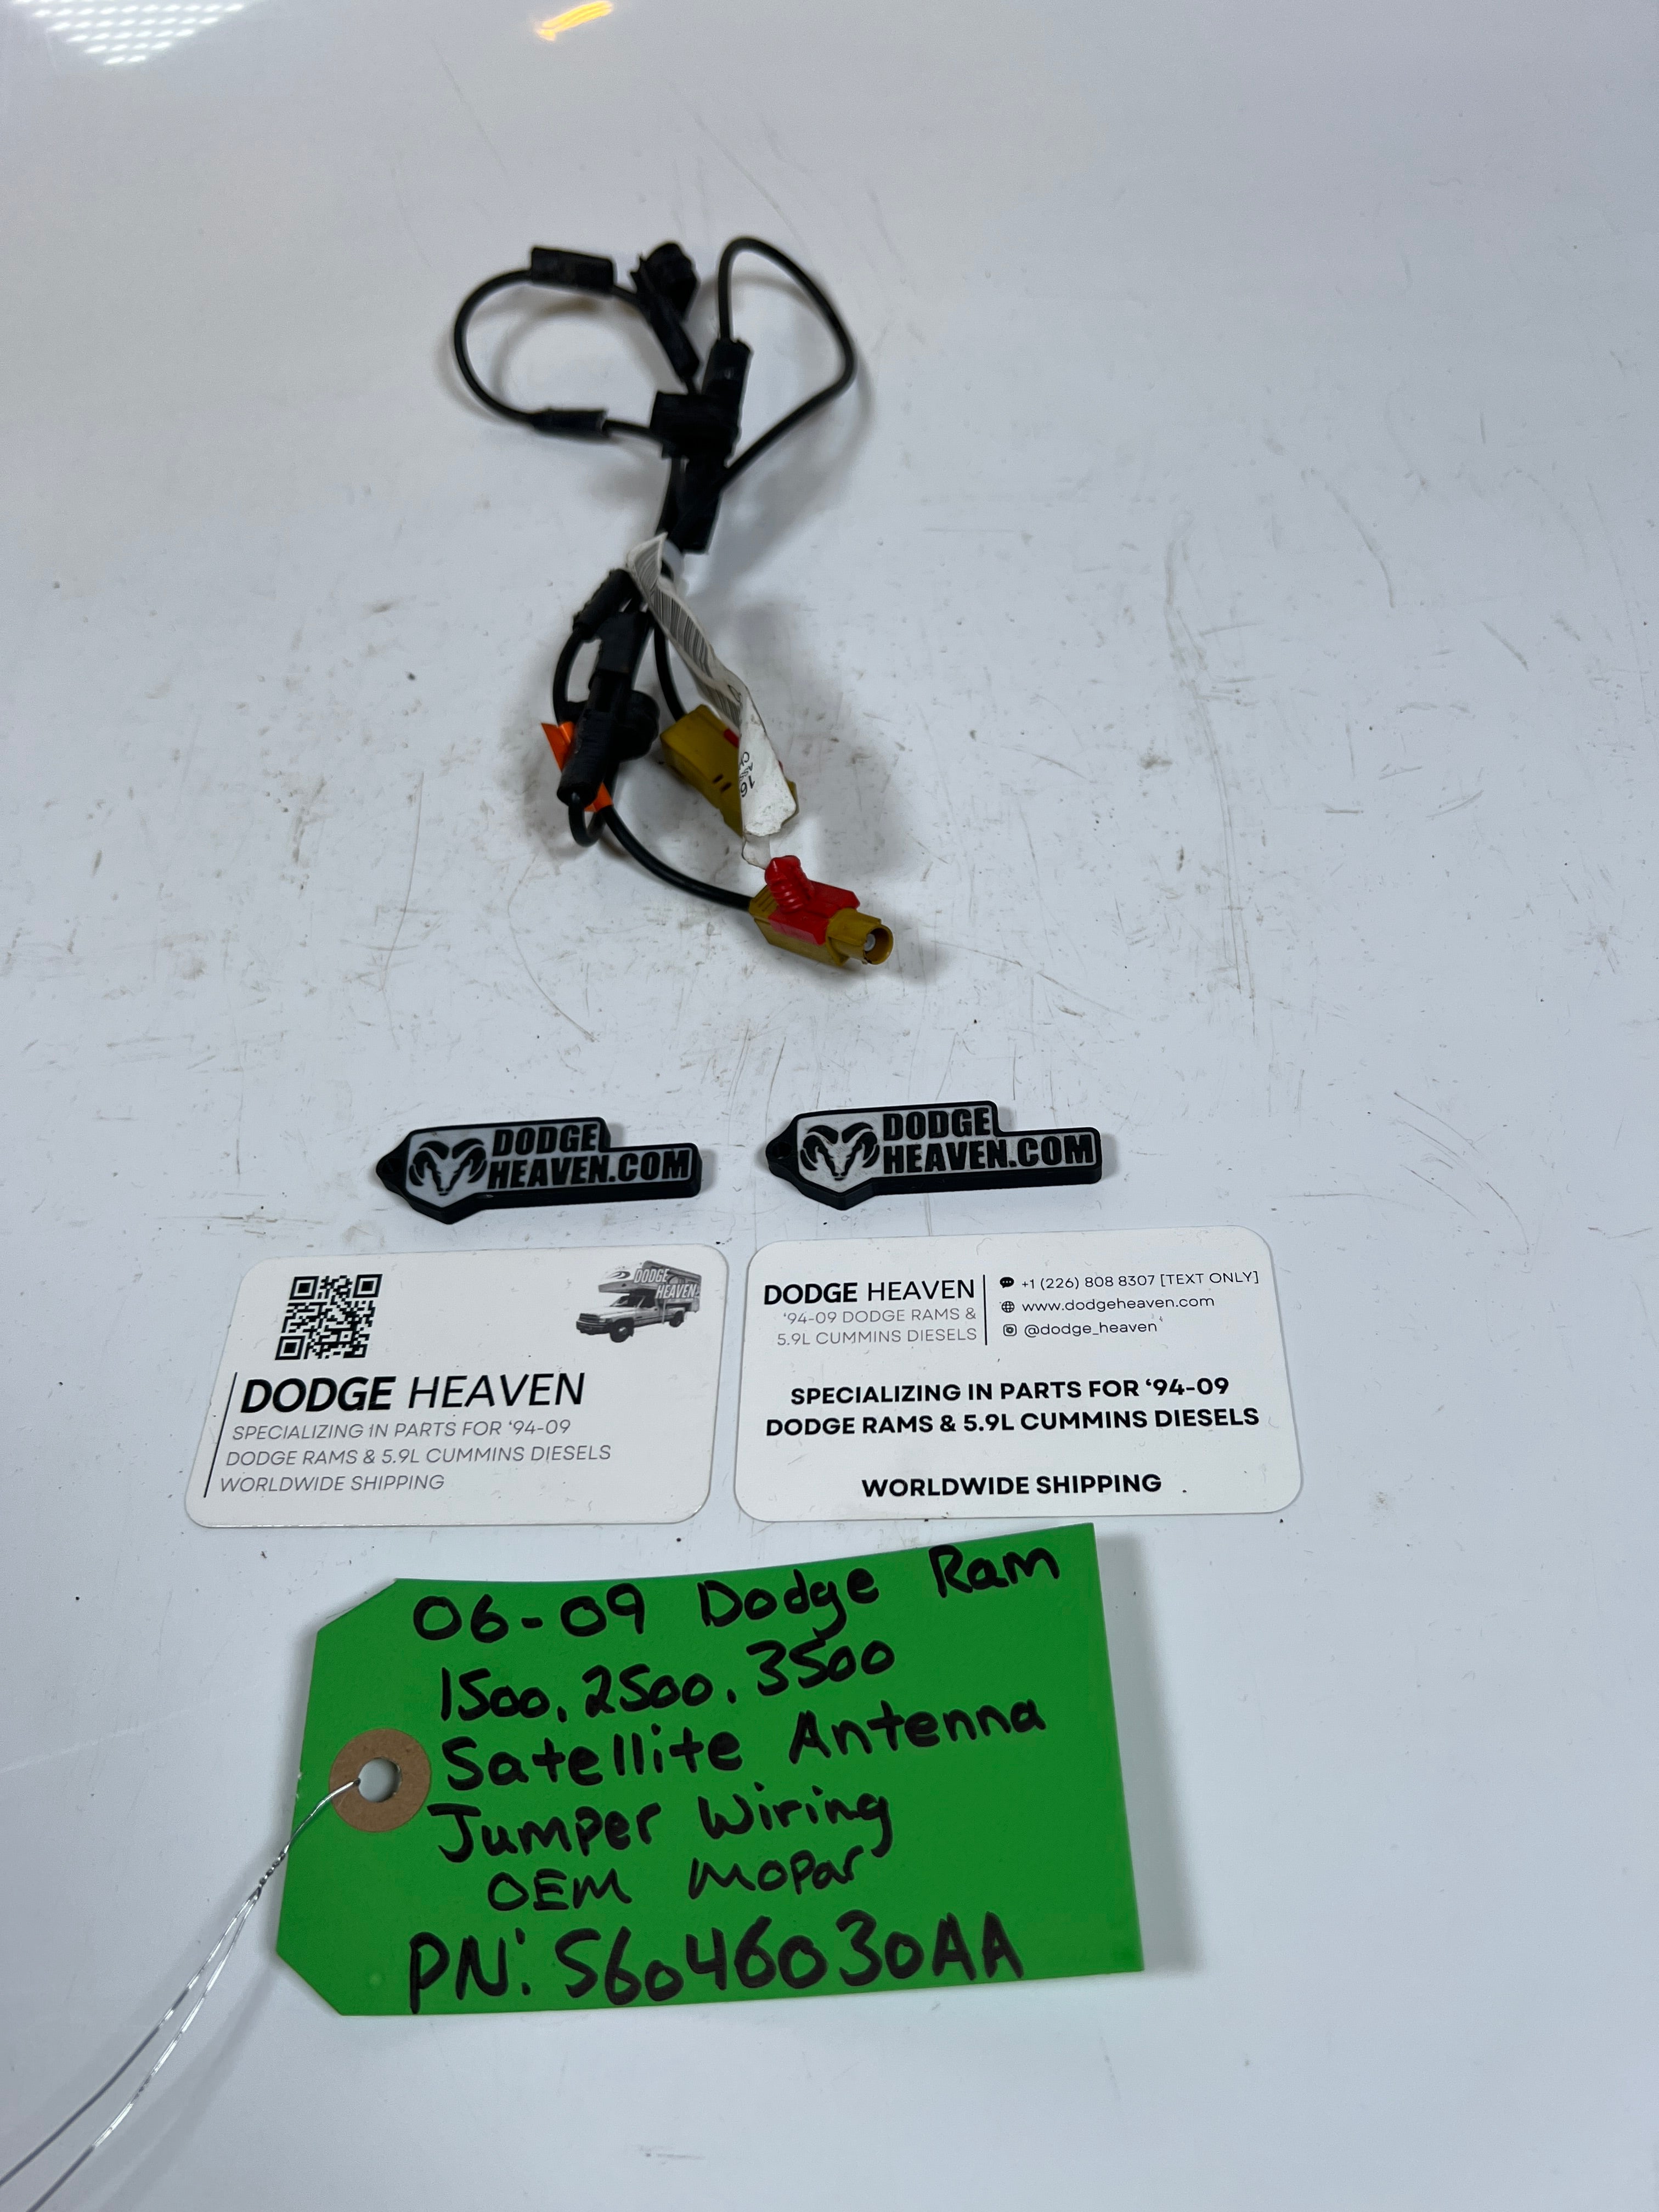 16
DODGE
HEAVEN.COM
DODGE
HEAVEN.COM
DODGE
HEAVEN
DODGE HEAVEN
SPECIALIZING IN PARTS FOR ‘94-09
DODGE RAMS & 5.9L CUMMINS DIESELS
WORLDWIDE SHIPPING
DODGE HEAVEN
‘94-09 DODGE RAMS &
5.9L CUMMINS DIESELS
+1 (226) 808 8307 [TEXT ONLY]
www.dodgeheaven.com
@dodge_heaven
SPECIALIZING IN PARTS FOR ‘94-09
DODGE RAMS & 5.9L CUMMINS DIESELS
WORLDWIDE SHIPPING
06-09 Dodge Ram
1500, 2500, 3500
Satellite Antenna
Jumper Wiring
OEM Mopar
PN: 56046030AA